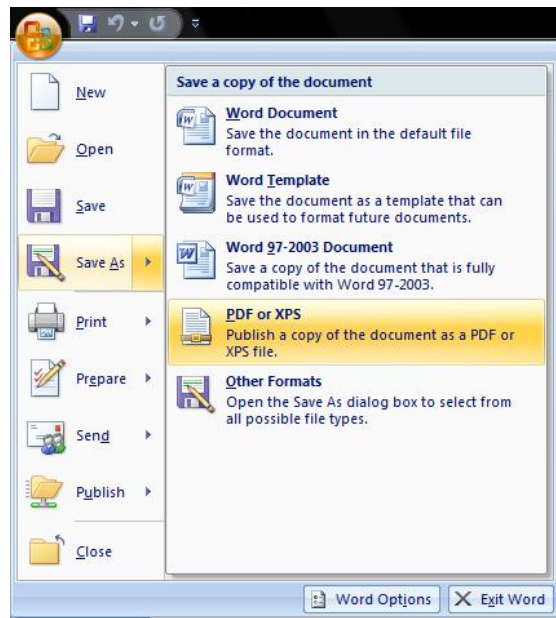 New
Open
Save
Save As
Print
Prepare
Send
Publish
Close
Save a copy of the document
Word Document
Save the document in the default file
format.
Word Template
Save the document as a template that can
be used to format future documents.
Word 97-2003 Document
Save a copy of the document that is fully
compatible with Word 97-2003.
PDF or XPS
Publish a copy of the document as a PDF or
XPS file.
Other Formats
Open the Save As dialog box to select from
all possible file types.
Word Options
Exit Word